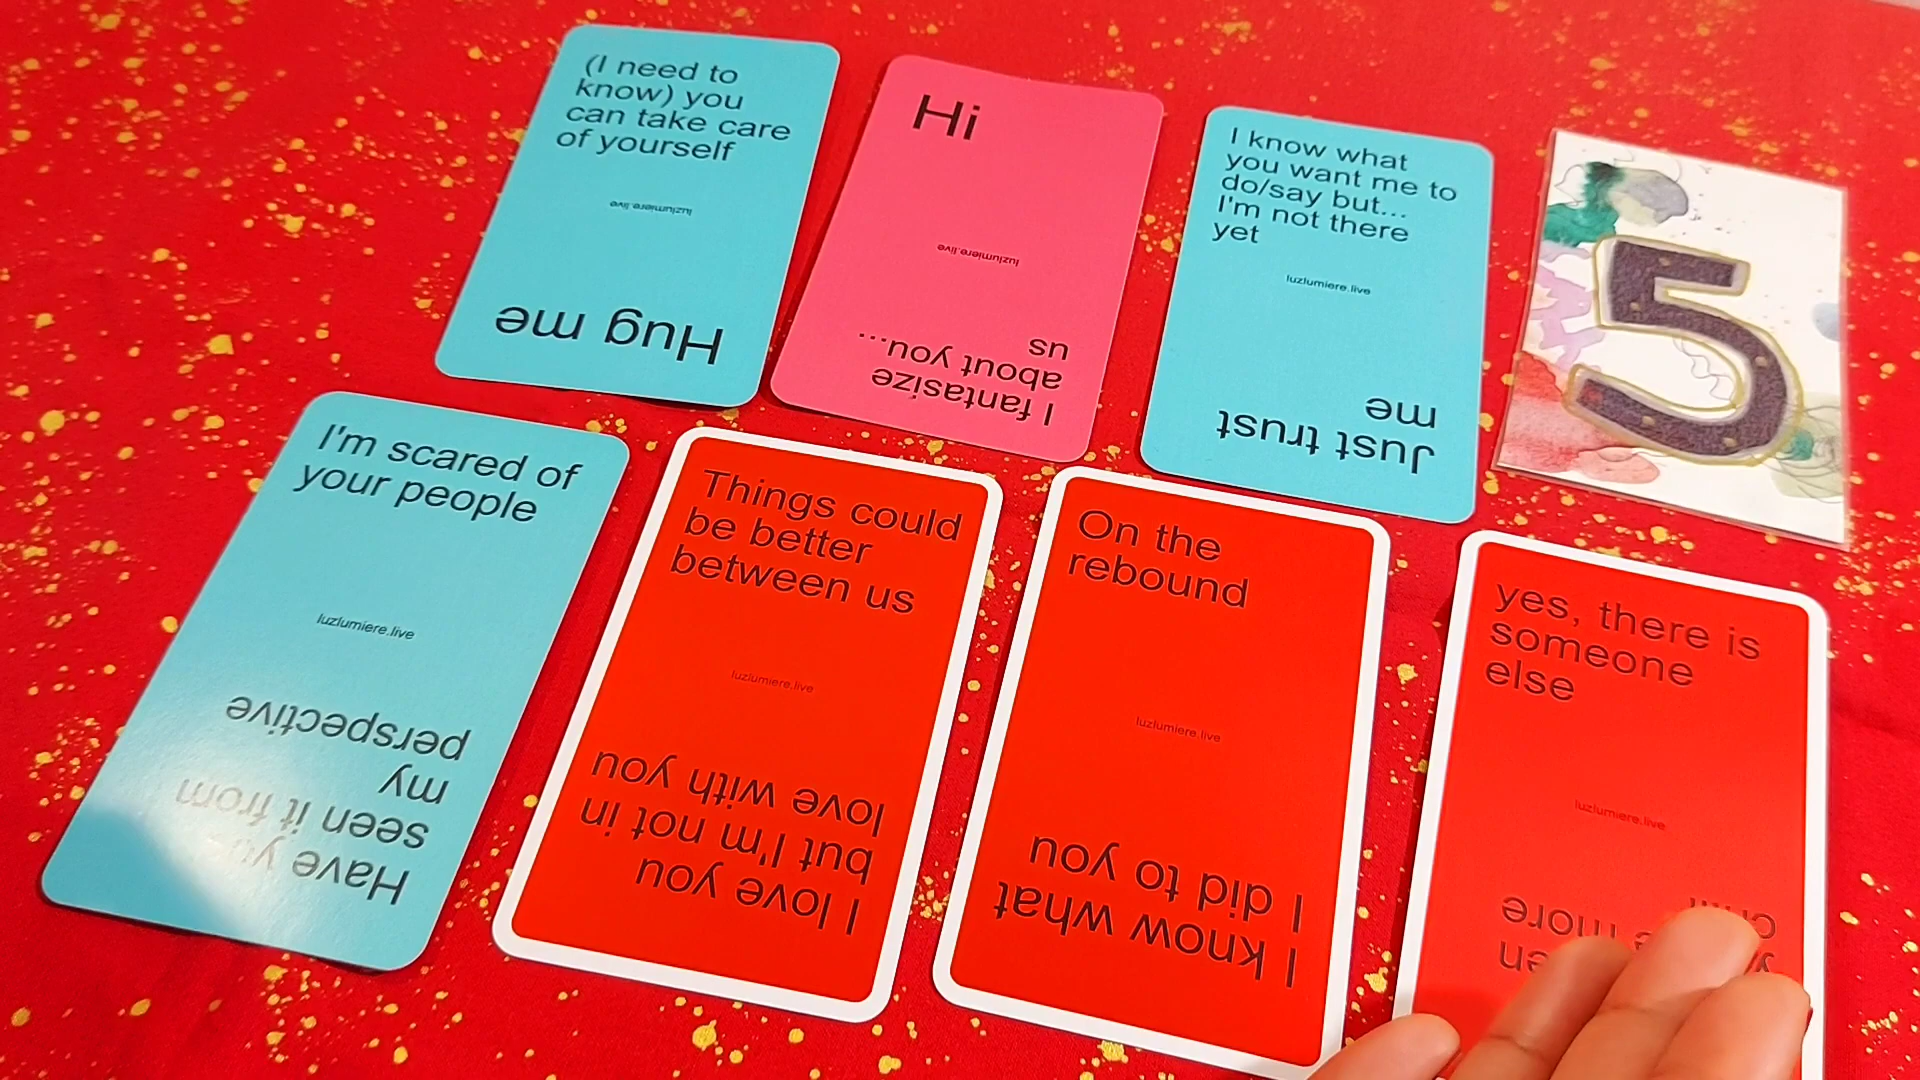 (I need to
know) you
can take care
of yourself
luzlumiere.live
Hug me
Hi
luzlumiere.live
I fantasize
about you...
us
I know what
you want me to
do/say but...
I'm not there
yet
luzlumiere.live
Just trust
me
5
I'm scared of
your people
luzlumiere.live
Have you
seen it from
my
perspective
Things could
be better
between us
luzlumiere.live
I love you
but I'm not in
love with you
On the
rebound
luzlumiere.live
I know what
I did to you
yes, there is
someone
else
luzlumiere.live
more